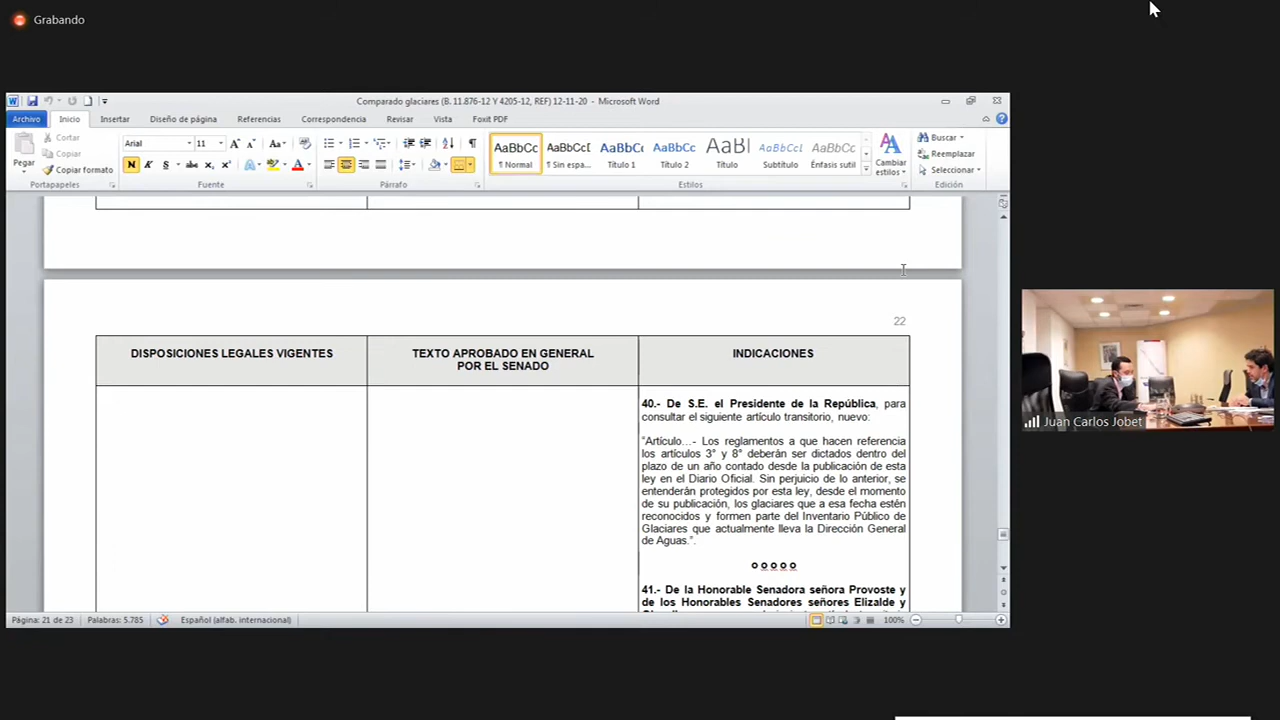 Grabando
Comparado glaciares (B. 11.876-12 Y 4205-12, REF) 12-11-20 - Microsoft Word
Archivo Inicio Insertar Diseño de página Referencias Correspondencia Revisar Vista Foxit PDF
Pegar
Cortar
Copiar
Copiar formato
Portapapeles
Arial 11
Fuente
Párrafo
AaBbCc AaBbCcI AaBbCc AaBbCc AaBl AaBbCcl AaBbCc
¶ Normal ¶ Sin espa... Título 1 Título 2 Título Subtítulo Énfasis sutil
Cambiar estilos
Estilos
Buscar
Reemplazar
Seleccionar
Edición
22
DISPOSICIONES LEGALES VIGENTES
TEXTO APROBADO EN GENERAL
POR EL SENADO
INDICACIONES
40.- De S.E. el Presidente de la República, para
consultar el siguiente artículo transitorio, nuevo:
"Artículo...- Los reglamentos a que hacen referencia
los artículos 3° y 8° deberán ser dictados dentro del
plazo de un año contado desde la publicación de esta
ley en el Diario Oficial. Sin perjuicio de lo anterior, se
entenderán protegidos por esta ley, desde el momento
de su publicación, los glaciares que a esa fecha estén
reconocidos y formen parte del Inventario Público de
Glaciares que actualmente lleva la Dirección General
de Aguas.".
o o o o o
41.- De la Honorable Senadora señora Provoste y
de los Honorables Senadores señores Elizalde y
Juan Carlos Jobet
Página: 21 de 23 Palabras: 5.785 Español (alfab. internacional) 100%